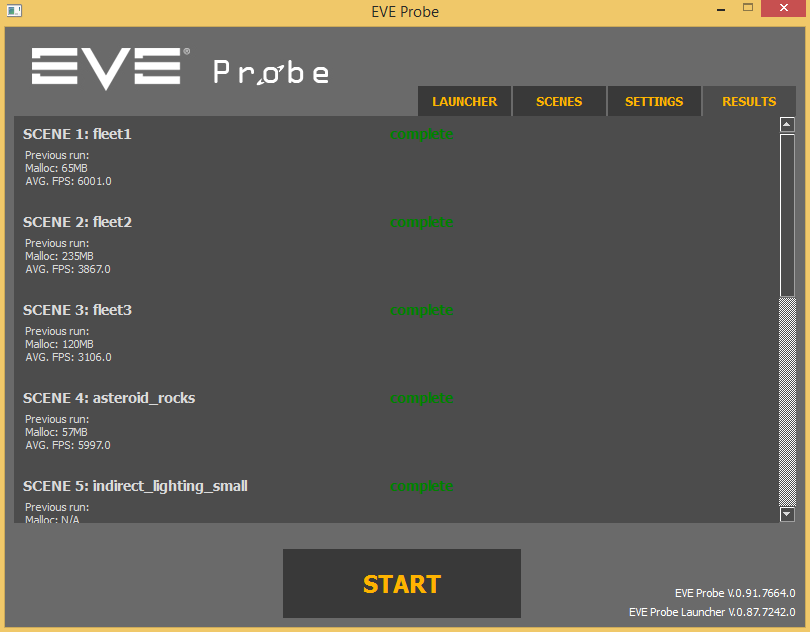 EVE Probe
EVE® Probe
LAUNCHER SCENES SETTINGS RESULTS
SCENE 1: fleet1 complete
Previous run:
Malloc: 65MB
AVG. FPS: 6001.0
SCENE 2: fleet2 complete
Previous run:
Malloc: 235MB
AVG. FPS: 3867.0
SCENE 3: fleet3 complete
Previous run:
Malloc: 120MB
AVG. FPS: 3106.0
SCENE 4: asteroid_rocks complete
Previous run:
Malloc: 57MB
AVG. FPS: 5997.0
SCENE 5: indirect_lighting_small complete
Previous run:
Malloc: N/A
START
EVE Probe V.0.91.7664.0
EVE Probe Launcher V.0.87.7242.0